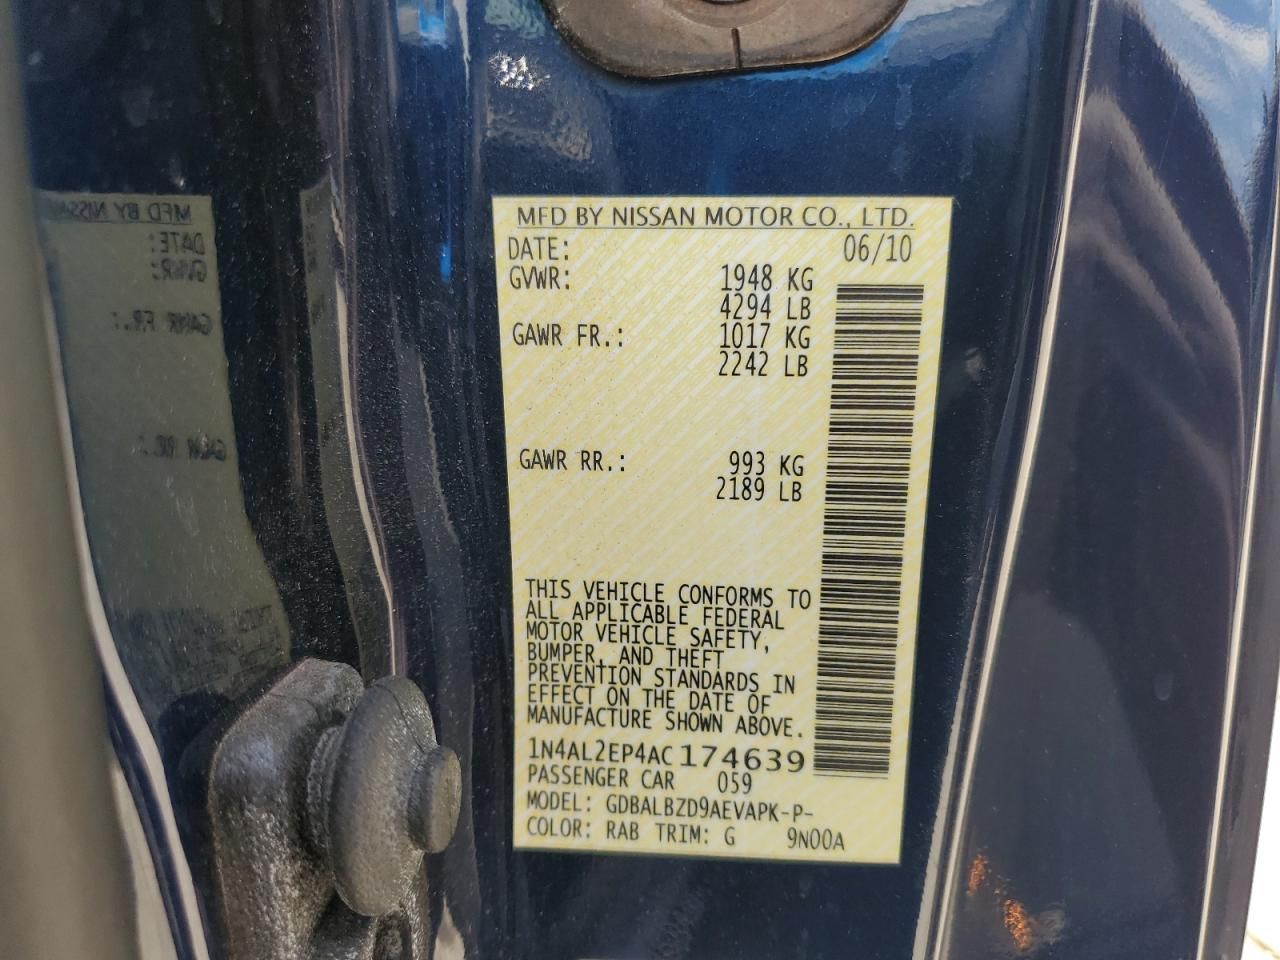 MFD BY NISSAN MOTOR CO., LTD.
DATE: 06/10
GVWR: 1948 KG
4294 LB
GAWR FR.: 1017 KG
2242 LB
GAWR RR.: 993 KG
2189 LB
THIS VEHICLE CONFORMS TO
ALL APPLICABLE FEDERAL
MOTOR VEHICLE SAFETY,
BUMPER, AND THEFT
PREVENTION STANDARDS IN
EFFECT ON THE DATE OF
MANUFACTURE SHOWN ABOVE.
1N4AL2EP4AC174639
PASSENGER CAR 059
MODEL: GDBALBZD9AEVAPK-P-
COLOR: RAB TRIM: G 9N00A